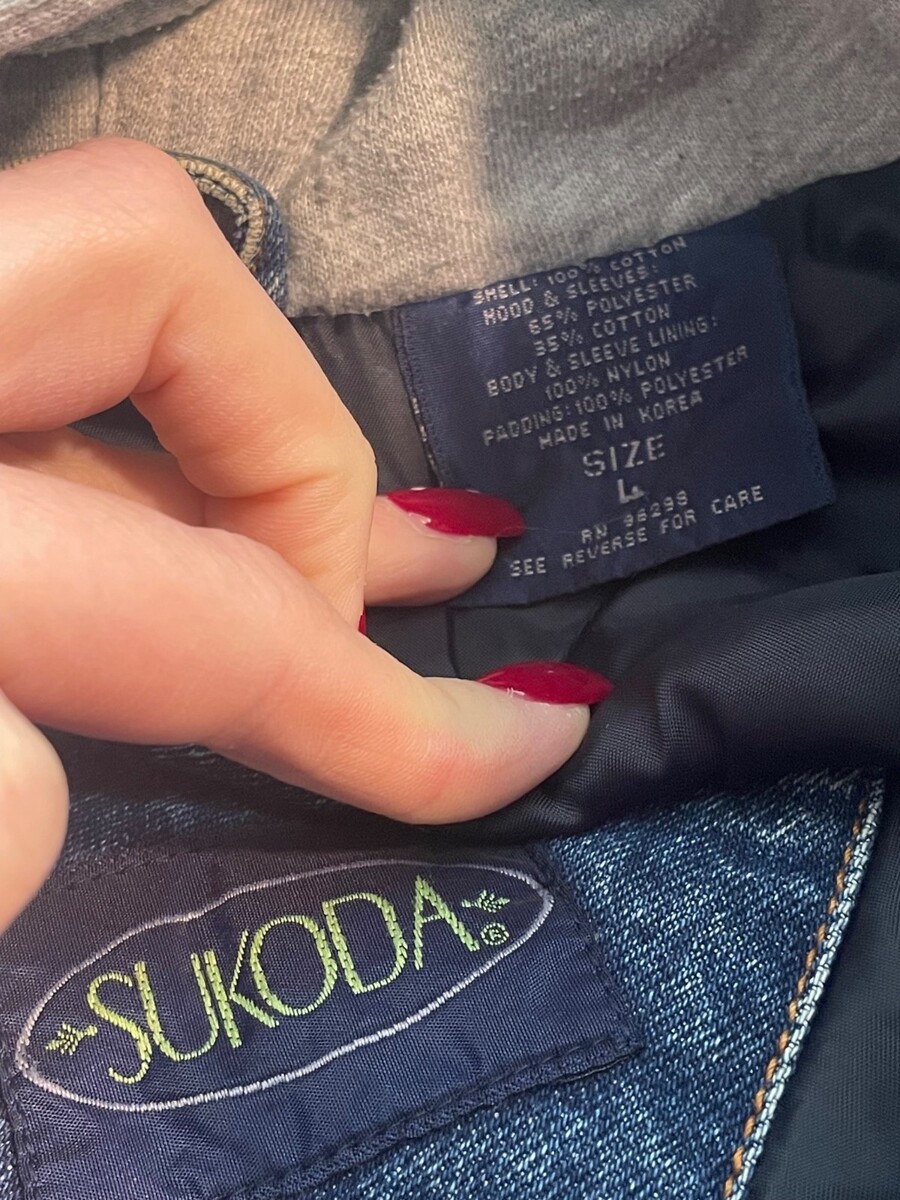 SHELL: 100% COTTON
HOOD & SLEEVES:
65% POLYESTER
35% COTTON
BODY & SLEEVE LINING:
100% NYLON
PADDING:100% POLYESTER
MADE IN KOREA
SIZE
L
RN 96298
SEE REVERSE FOR CARE
SUKODA®